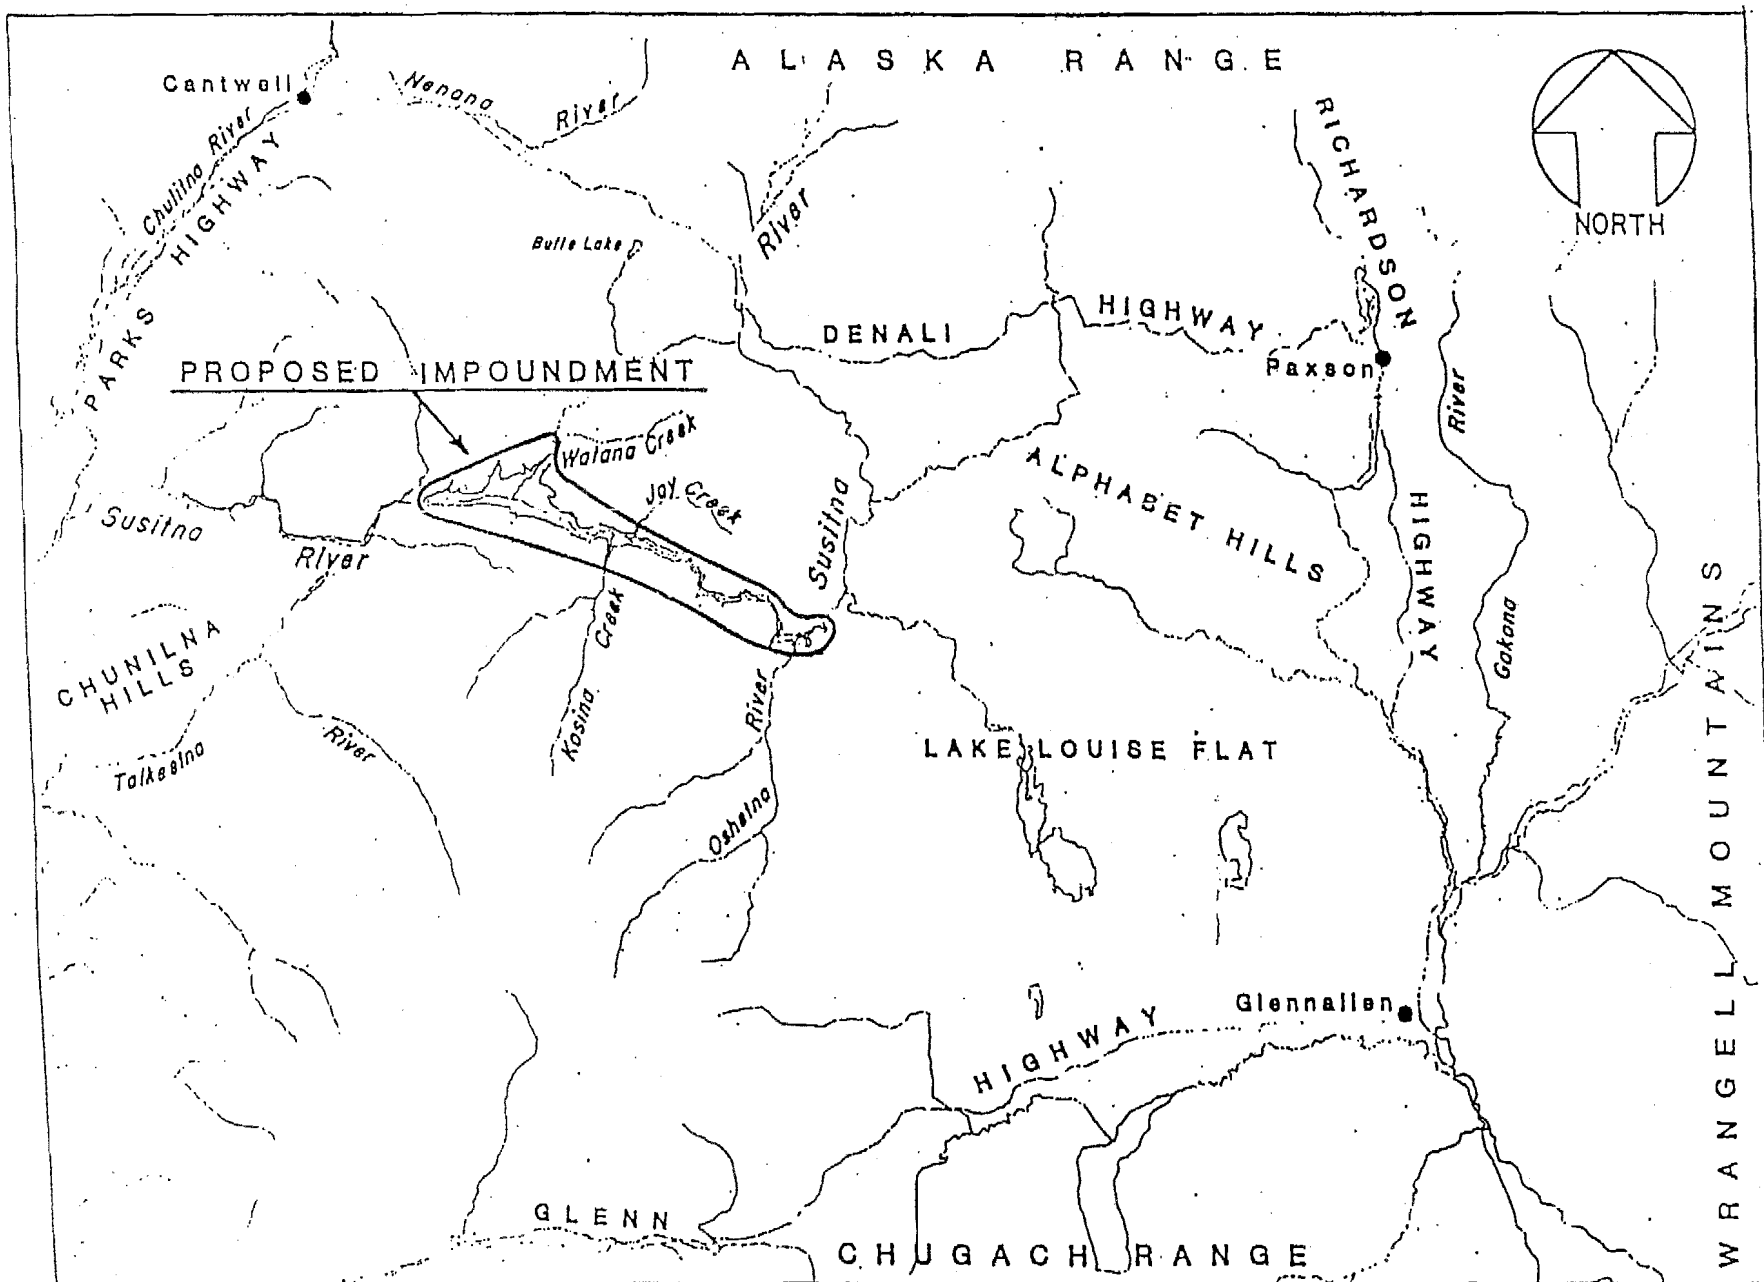 ALASKA RANGE
Cantwell
Nenana River
Chulitna River
PARKS HIGHWAY
River
RICHARDSON HIGHWAY
NORTH
Butte Lake
DENALI HIGHWAY
Paxson
River
PROPOSED IMPOUNDMENT
Watana Creek
Jay Creek
Susitna
ALPHABET HILLS
Susitna
River
CHUNILNA
HILLS
Kosina Creek
Gakona
Talkeetna
River
River
Oshetna
LAKE LOUISE FLAT
WRANGELL MOUNTAINS
Glennallen
GLENN HIGHWAY
CHUGACH RANGE